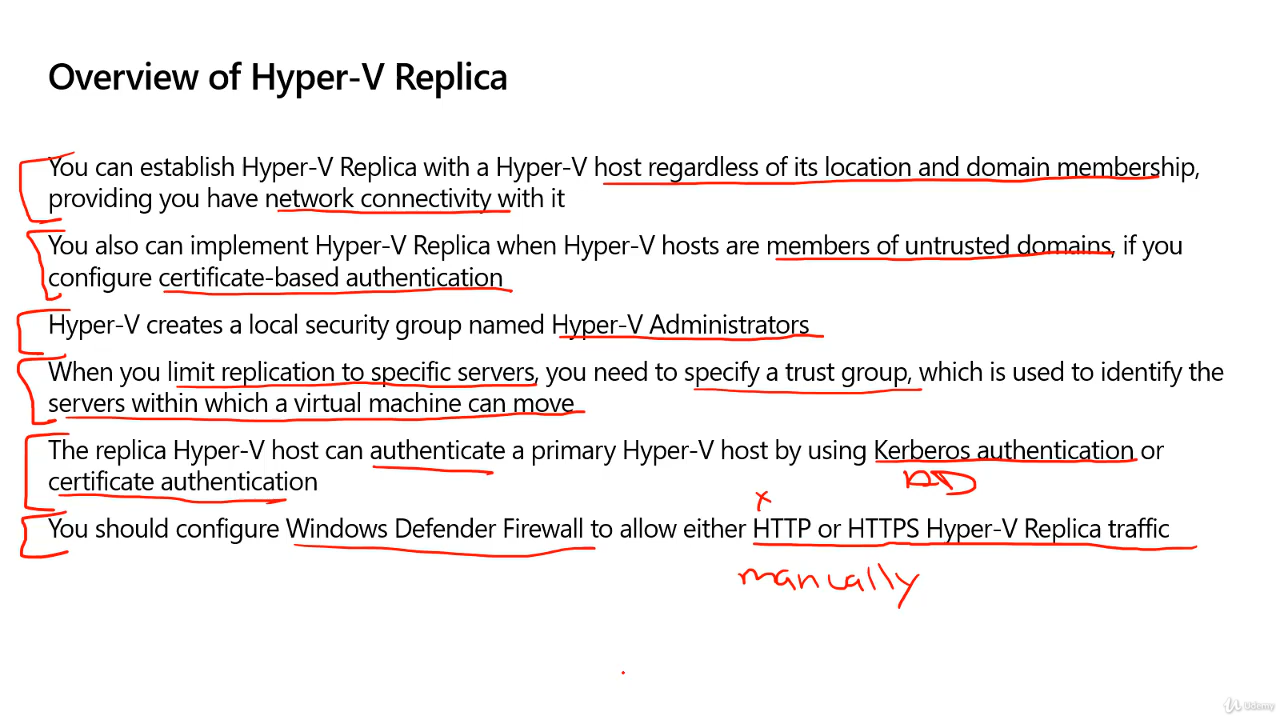 Overview of Hyper-V Replica
You can establish Hyper-V Replica with a Hyper-V host regardless of its location and domain membership,
providing you have network connectivity with it
You also can implement Hyper-V Replica when Hyper-V hosts are members of untrusted domains, if you
configure certificate-based authentication
Hyper-V creates a local security group named Hyper-V Administrators
When you limit replication to specific servers, you need to specify a trust group, which is used to identify the
servers within which a virtual machine can move
The replica Hyper-V host can authenticate a primary Hyper-V host by using Kerberos authentication or
AD
certificate authentication
x
You should configure Windows Defender Firewall to allow either HTTP or HTTPS Hyper-V Replica traffic
manually
Udemy